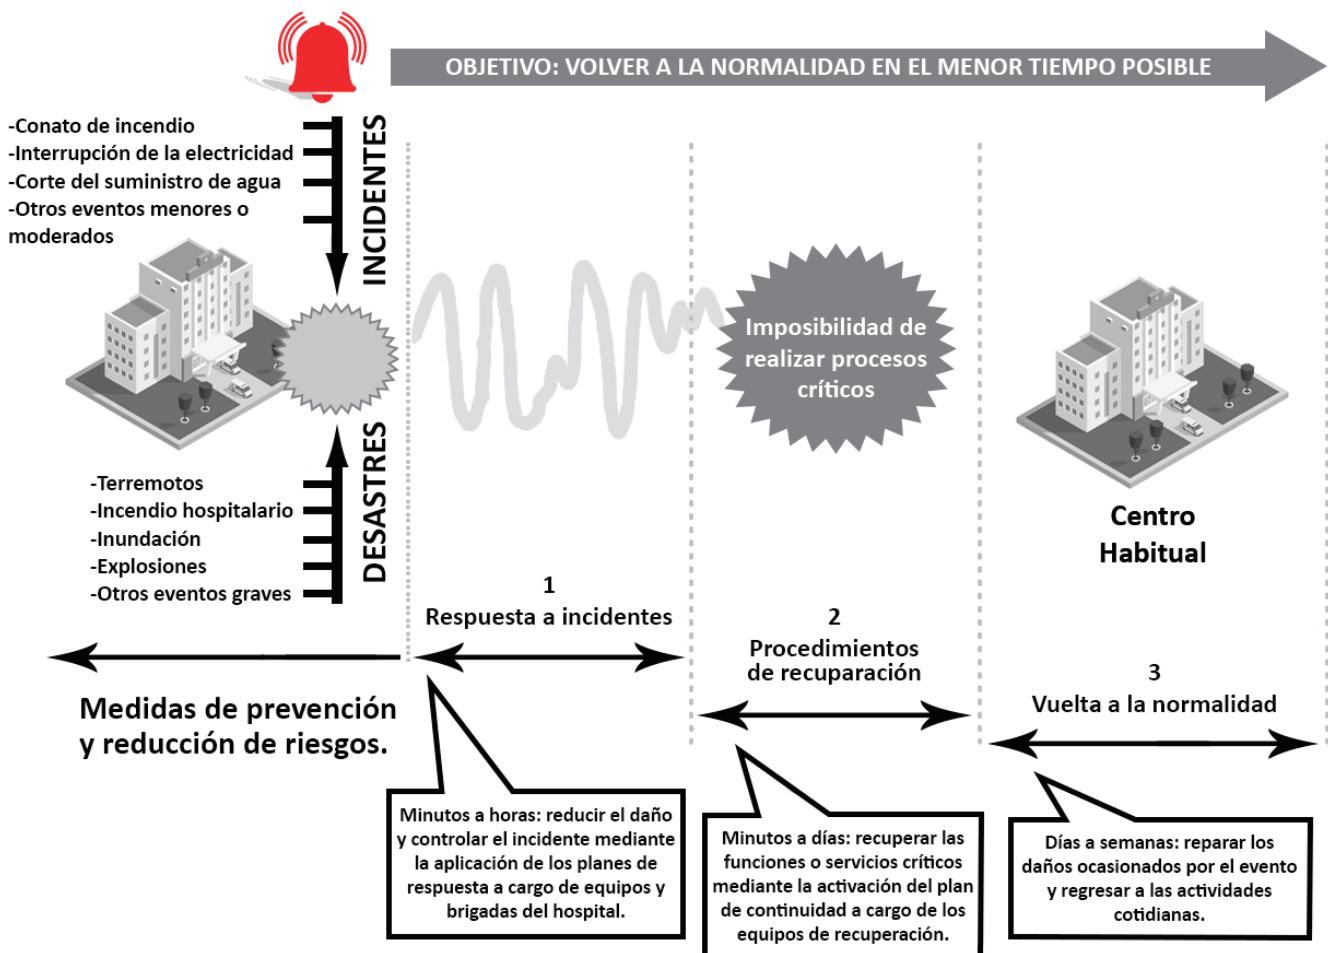 OBJETIVO: VOLVER A LA NORMALIDAD EN EL MENOR TIEMPO POSIBLE
-Conato de incendio
-Interrupción de la electricidad
-Corte del suministro de agua
-Otros eventos menores o
moderados
INCIDENTES
DESASTRES
-Terremotos
-Incendio hospitalario
-Inundación
-Explosiones
-Otros eventos graves
Imposibilidad de
realizar procesos
críticos
Centro
Habitual
Medidas de prevención
y reducción de riesgos.
1
Respuesta a incidentes
2
Procedimientos
de recuparación
3
Vuelta a la normalidad
Minutos a horas: reducir el daño
y controlar el incidente mediante
la aplicación de los planes de
respuesta a cargo de equipos y
brigadas del hospital.
Minutos a días: recuperar las
funciones o servicios críticos
mediante la activación del plan
de continuidad a cargo de los
equipos de recuperación.
Días a semanas: reparar los
daños ocasionados por el evento
y regresar a las actividades
cotidianas.